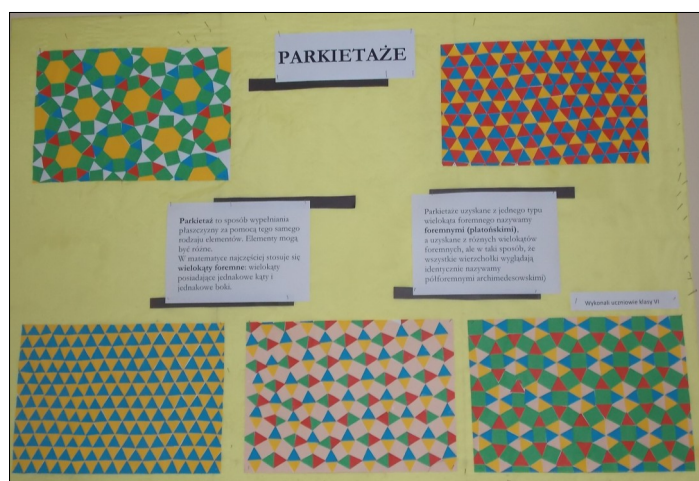 PARKIETAŻE
Parkietaż to sposób wypełniania
płaszczyzny za pomocą tego samego
rodzaju elementów. Elementy mogą
być różne.
W matematyce najczęściej stosuje się
wielokąty foremne: wielokąty
posiadające jednakowe kąty i
jednakowe boki.
Parkietaże uzyskane z jednego typu
wielokąta foremnego nazywamy
foremnymi (platońskimi),
a uzyskane z różnych wielokątów
foremnych, ale w taki sposób, że
wszystkie wierzchołki wyglądają
identycznie nazywamy
półforemnymi archimedesowskimi)
Wykonali uczniowie klasy VI